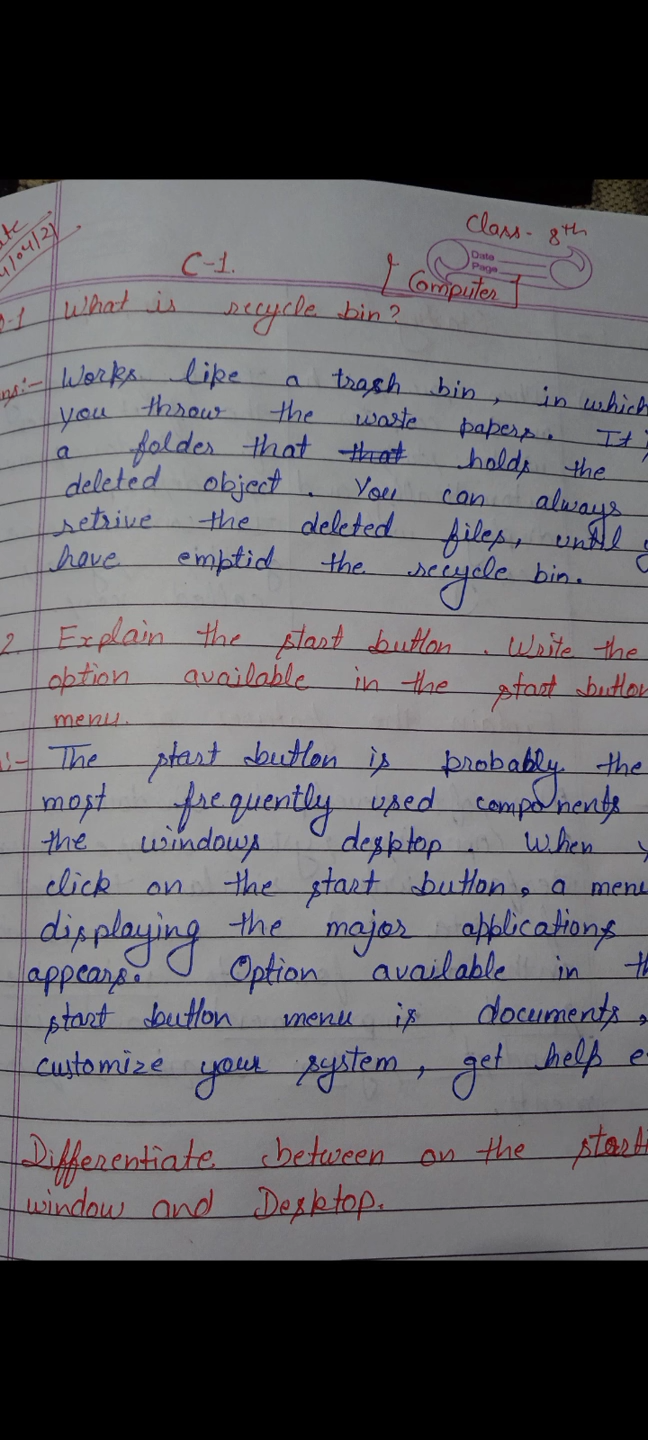 Class - 8th
Date
Page
C-1.
[Computer]
What is recycle bin?
Works like a trash bin, in which
you throw the waste papers. It
a folder that that holds the
deleted object. You can always
retrive the deleted files, until
have emptid the recycle bin.
2. Explain the start button. Write the
option available in the start button
menu.
:- The start button is probably the
most frequently used components
the windows desktop. When
click on the start button, a menu
displaying the major applications
appears. Option available in th
start button menu is documents,
customize your system, get help e
Differentiate between on the start
window and Desktop.